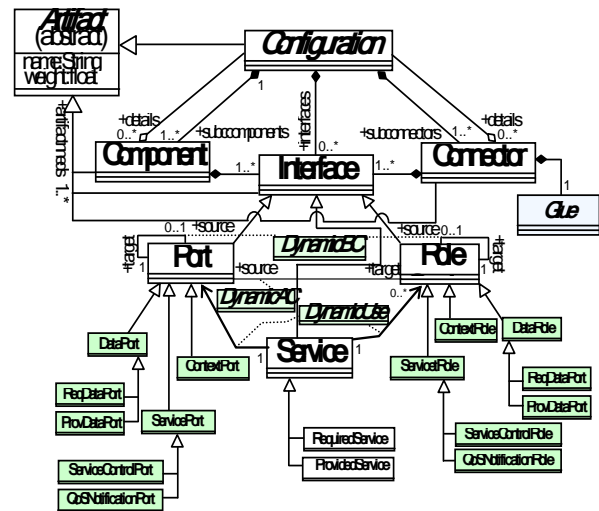 Artifact
(abstract)
name:String
weight:float
Configuration
1
+details
0..*
1..*
+subcomponents
+interfaces
0..*
+subconnectors
1..*
+details
0..*
Component
1..*
Interface
1..*
Connector
1
Glue
1..*
0..1
+source
+source
0..1
+target
1
Port
DynamicBC
Role
1
+target
+source
+target
DynamicAC
DynamicUse
0..*
1
Service
1
DataPort
ContextPort
ContextRole
DataRole
ReqDataPort
ProvDataPort
ServicePort
ServiceControlPort
QoSNotificationPort
RequiredService
ProvidedService
ServicetRole
ServiceControlRole
QoSNotificationRole
ReqDataPort
ProvDataPort